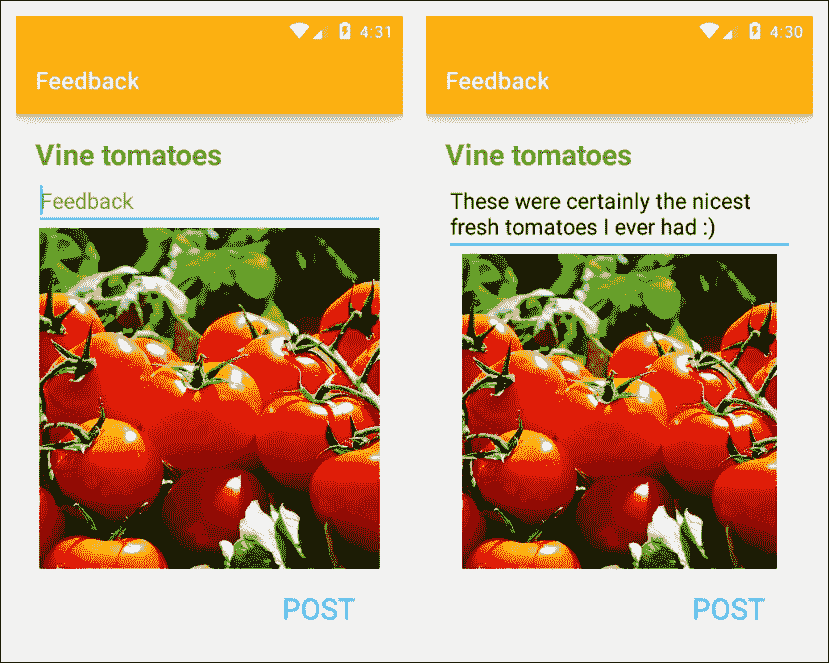 4:31
Feedback
Vine tomatoes
Feedback
POST
4:30
Feedback
Vine tomatoes
These were certainly the nicest
fresh tomatoes I ever had :)
POST